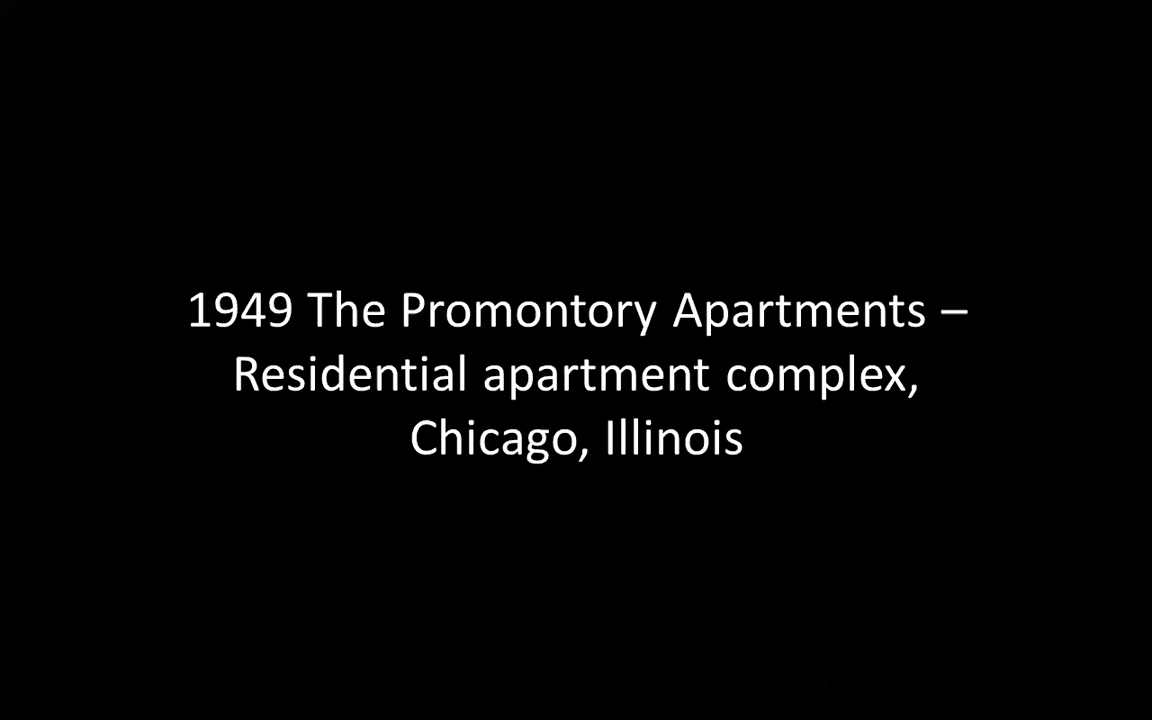 1949 The Promontory Apartments –
Residential apartment complex,
Chicago, Illinois